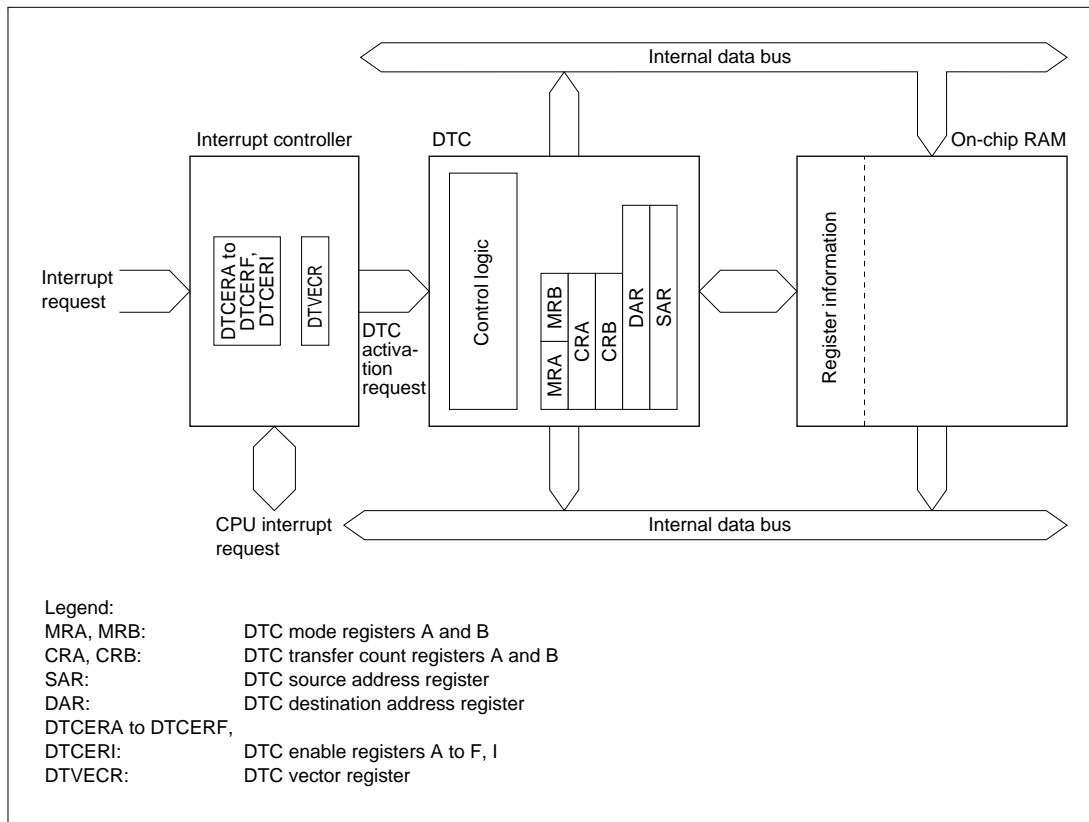 Internal data bus
Interrupt controller
DTC
On-chip RAM
Interrupt
request
DTCERA to
DTCERF,
DTCERI
DTVECR
DTC
activa-
tion
request
Control logic
MRA
MRB
CRA
CRB
DAR
SAR
Register information
CPU interrupt
request
Internal data bus
Legend:
MRA, MRB: DTC mode registers A and B
CRA, CRB: DTC transfer count registers A and B
SAR: DTC source address register
DAR: DTC destination address register
DTCERA to DTCERF,
DTCERI: DTC enable registers A to F, I
DTVECR: DTC vector register